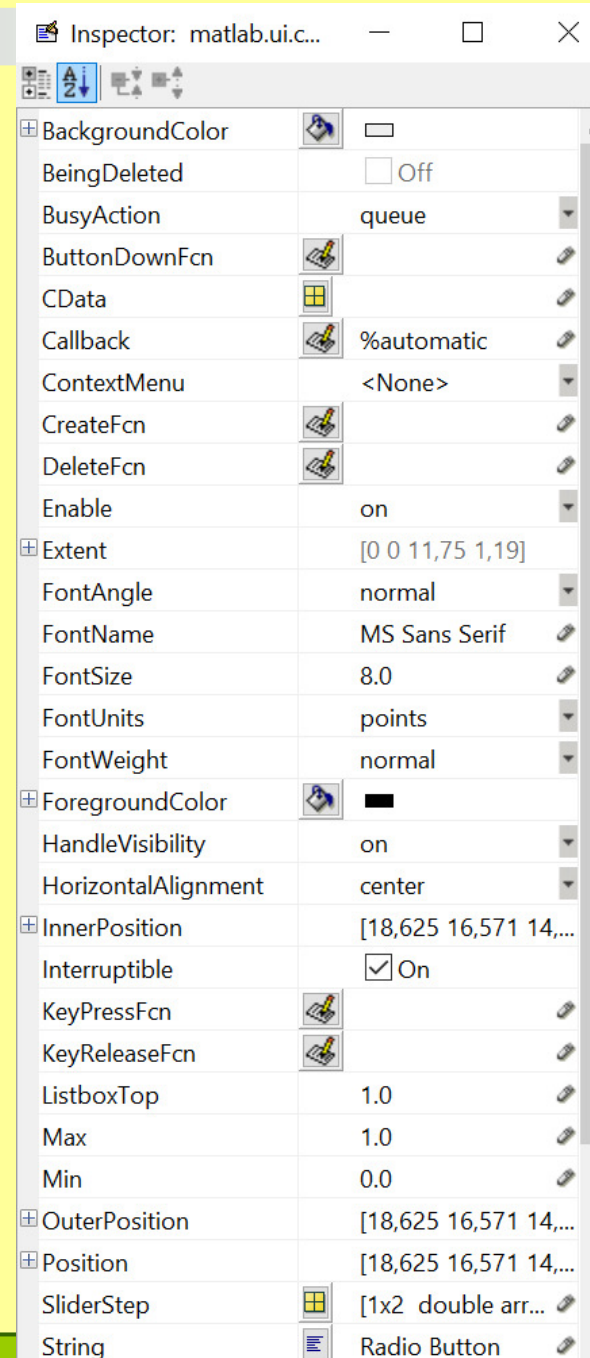 Inspector: matlab.ui.c...
BackgroundColor
BeingDeleted Off
BusyAction queue
ButtonDownFcn
CData
Callback %automatic
ContextMenu <None>
CreateFcn
DeleteFcn
Enable on
Extent [0 0 11,75 1,19]
FontAngle normal
FontName MS Sans Serif
FontSize 8.0
FontUnits points
FontWeight normal
ForegroundColor
HandleVisibility on
HorizontalAlignment center
InnerPosition [18,625 16,571 14,...
Interruptible On
KeyPressFcn
KeyReleaseFcn
ListboxTop 1.0
Max 1.0
Min 0.0
OuterPosition [18,625 16,571 14,...
Position [18,625 16,571 14,...
SliderStep [1x2 double arr...
String Radio Button